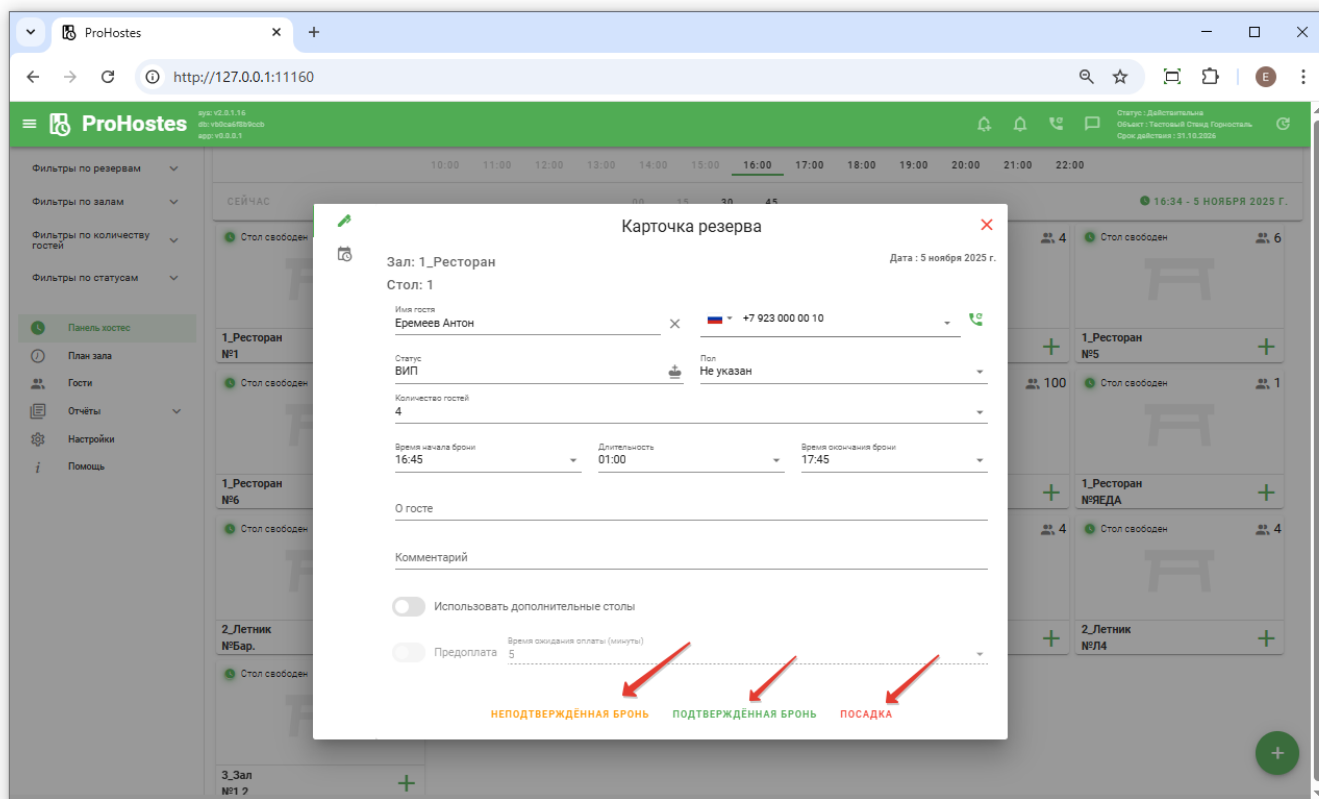 ProHostes
http://127.0.0.1:11160
E
ProHostes
sys: v2.0.1.16
app: v0.0.0.1
Статус : Действительна
Объект : Тестовый Стенд Горностель
Срок действия : 31.10.2026
Фильтры по резервам
Фильтры по залам
Фильтры по количеству
гостей
Фильтры по статусам
Панель хостес
План зала
Гости
Отчёты
Настройки
Помощь
10:00 11:00 12:00 13:00 14:00 15:00 16:00 17:00 18:00 19:00 20:00 21:00 22:00
СЕЙЧАС 00 15 30 45 16:34 - 5 НОЯБРЯ 2025 Г.
Стол свободен
1_Ресторан
№1
Стол свободен
1_Ресторан
№6
Стол свободен
2_Летник
№Бар.
Стол свободен
3_Зал
№1 2
Карточка резерва
Зал: 1_Ресторан
Дата : 5 ноября 2025 г.
Стол: 1
Имя гостя
Еремеев Антон
+7 923 000 00 10
Статус
ВИП
Пол
Не указан
Количество гостей
4
Время начала брони
16:45
Длительность
01:00
Время окончания брони
17:45
О госте
Комментарий
Использовать дополнительные столы
Предоплата
Время ожидания оплаты (минуты)
5
НЕПОДТВЕРЖДЁННАЯ БРОНЬ ПОДТВЕРЖДЁННАЯ БРОНЬ ПОСАДКА
4
Стол свободен 6
1_Ресторан
№5
100
Стол свободен 1
1_Ресторан
№ЯЕДА
4
Стол свободен 4
2_Летник
№Л4